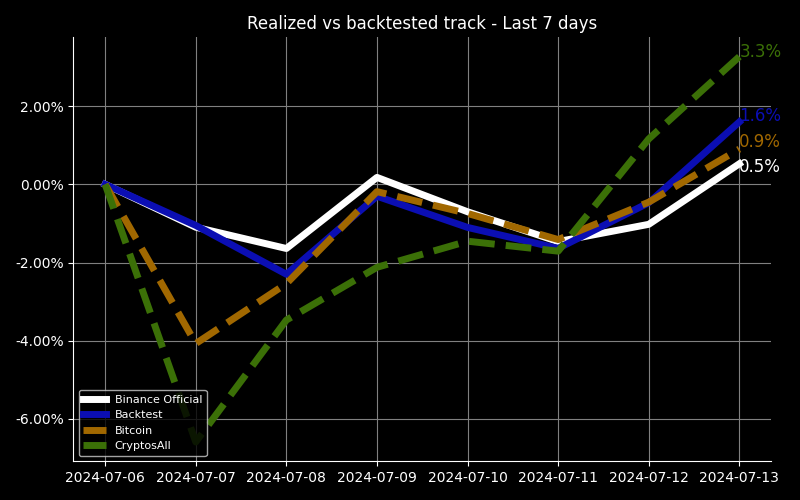 Realized vs backtested track - Last 7 days
3.3%
2.00%
1.6%
0.9%
0.5%
0.00%
-2.00%
-4.00%
-6.00%
Binance Official
Backtest
Bitcoin
CryptosAll
2024-07-06 2024-07-07 2024-07-08 2024-07-09 2024-07-10 2024-07-11 2024-07-12 2024-07-13